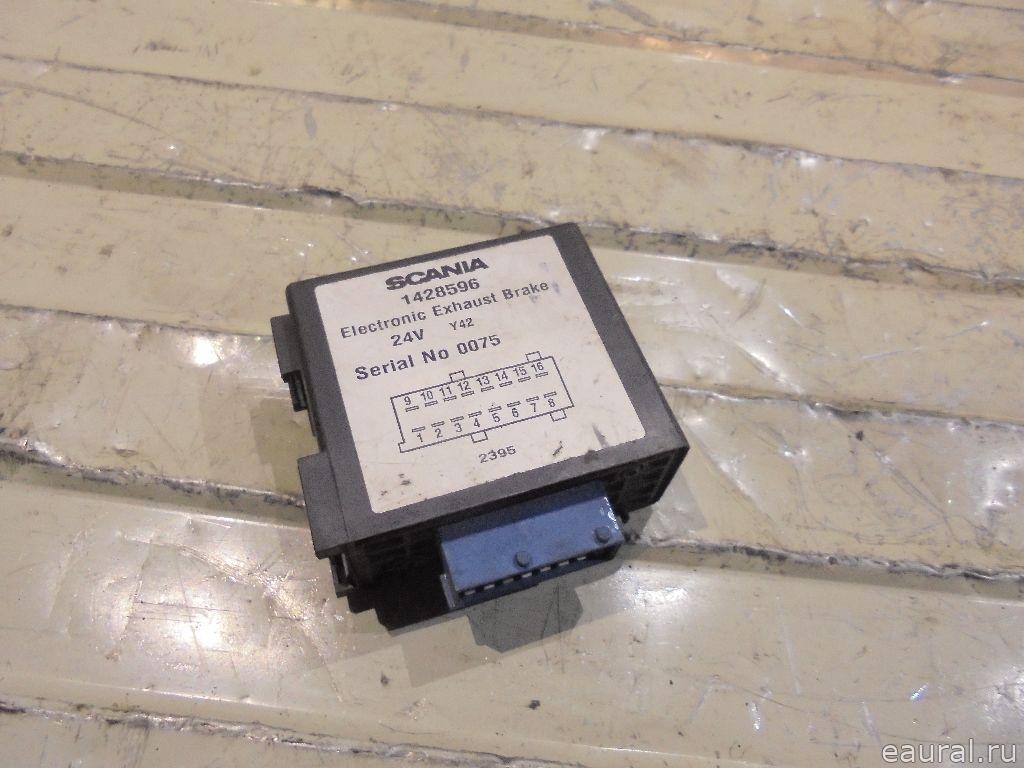 SCANIA
1428596
Electronic Exhaust Brake
24V Y42
Serial No 0075
9 10 11 12 13 14 15 16
1 2 3 4 5 6 7 8
2395
eaural.ru